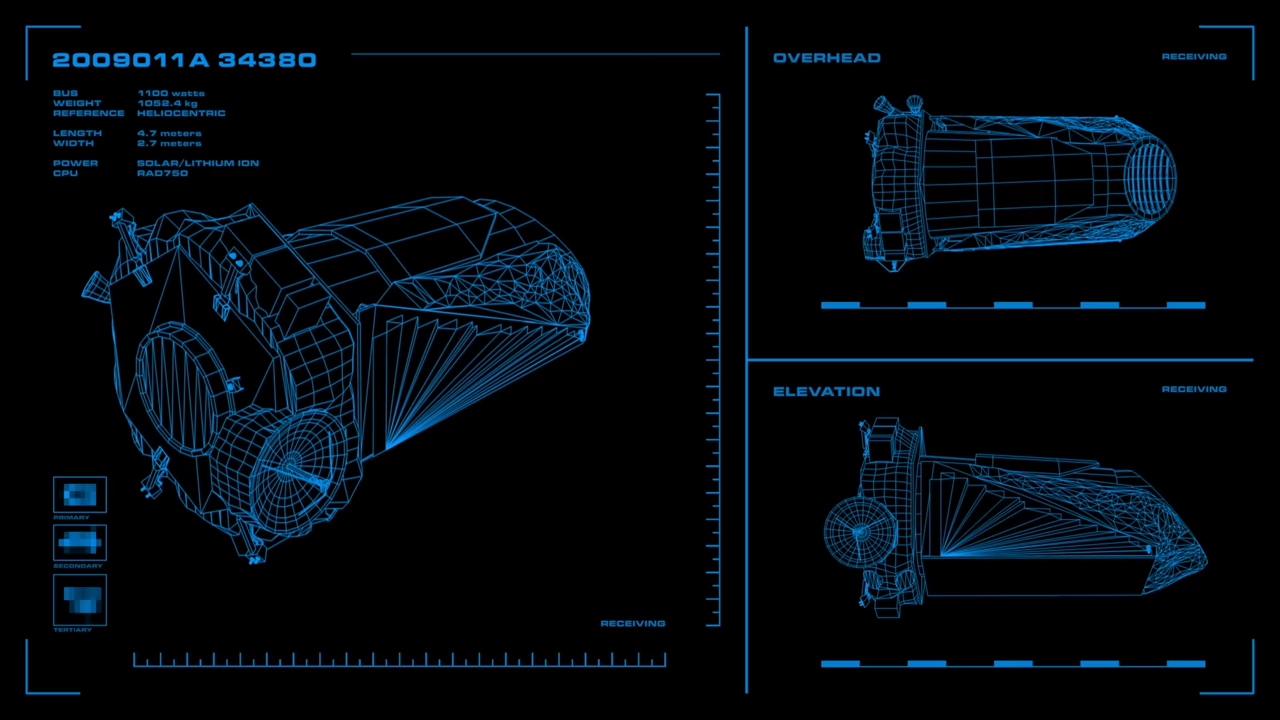 2009011A 34380
BUS 1100 watts
WEIGHT 1052.4 kg
REFERENCE HELIOCENTRIC
LENGTH 4.7 meters
WIDTH 2.7 meters
POWER SOLAR/LITHIUM ION
CPU RAD750
PRIMARY
SECONDARY
TERTIARY
RECEIVING
OVERHEAD
RECEIVING
ELEVATION
RECEIVING